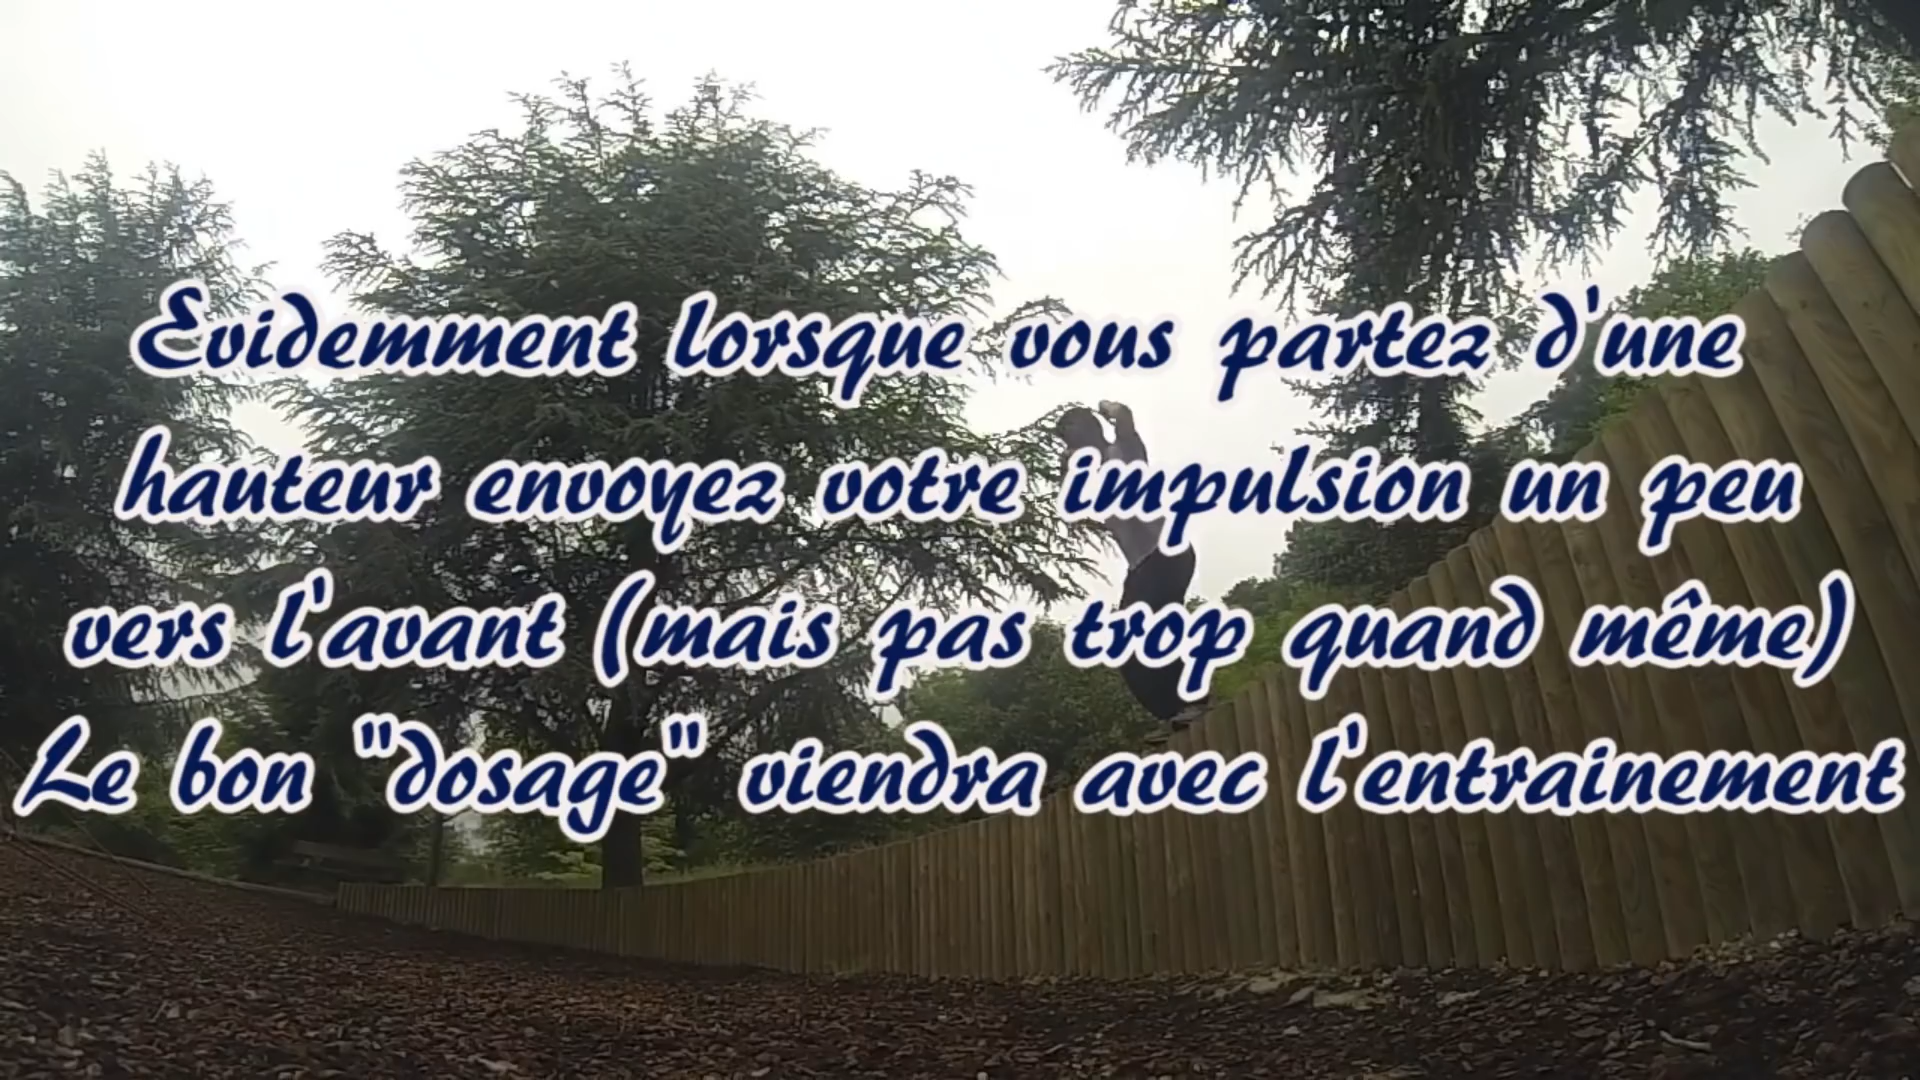 Evidemment lorsque vous partez d'une
hauteur envoyez votre impulsion un peu
vers l'avant (mais pas trop quand même)
Le bon "dosage" viendra avec l'entrainement